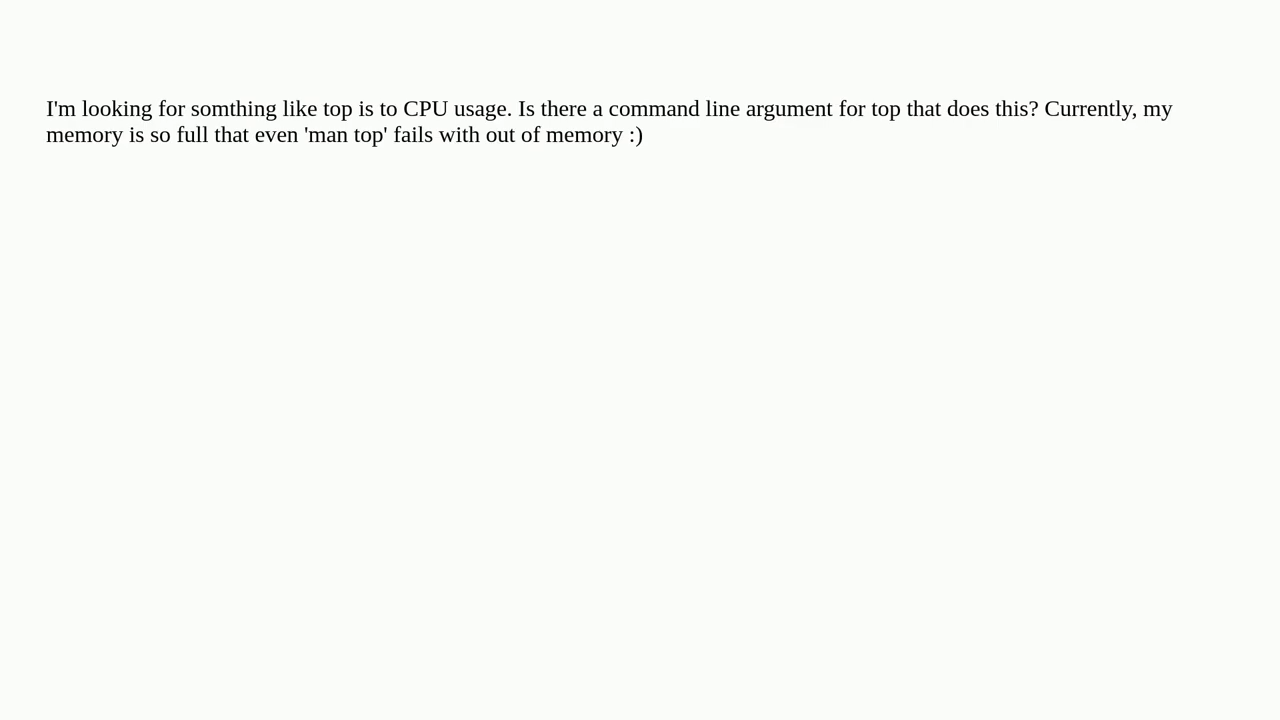 I'm looking for somthing like top is to CPU usage. Is there a command line argument for top that does this? Currently, my
memory is so full that even 'man top' fails with out of memory :)